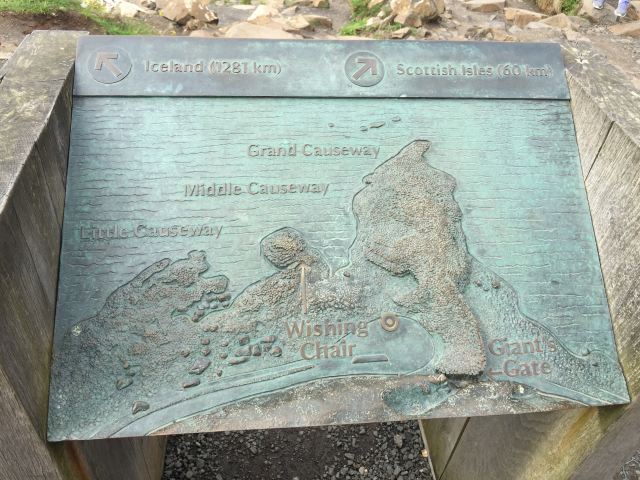 Iceland (1281 km)
Scottish Isles (60 km)
Grand Causeway
Middle Causeway
Little Causeway
Wishing
Chair
Giant's
Gate